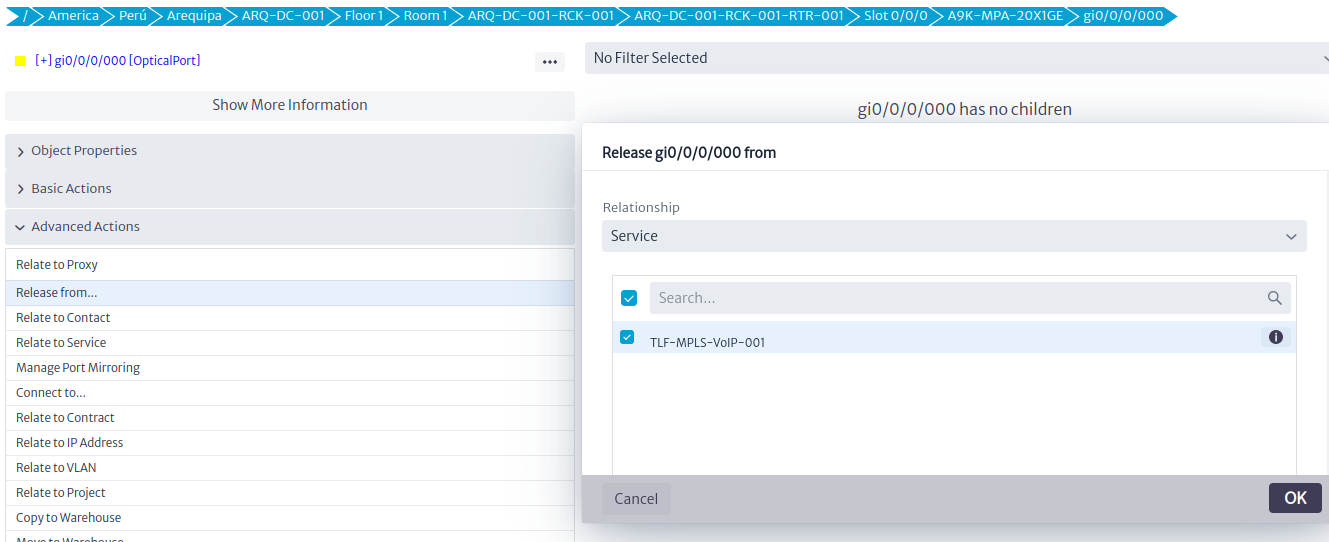 / America Perú Arequipa ARQ-DC-001 Floor 1 Room 1 ARQ-DC-001-RCK-001 ARQ-DC-001-RCK-001-RTR-001 Slot 0/0/0 A9K-MPA-20X1GE gi0/0/0/000
[+] gi0/0/0/000 [OpticalPort]
Show More Information
Object Properties
Basic Actions
Advanced Actions
Relate to Proxy
Release from...
Relate to Contact
Relate to Service
Manage Port Mirroring
Connect to...
Relate to Contract
Relate to IP Address
Relate to VLAN
Relate to Project
Copy to Warehouse
Move to Warehouse
No Filter Selected
gi0/0/0/000 has no children
Release gi0/0/0/000 from
Relationship
Service
Search...
TLF-MPLS-VoIP-001
Cancel
OK